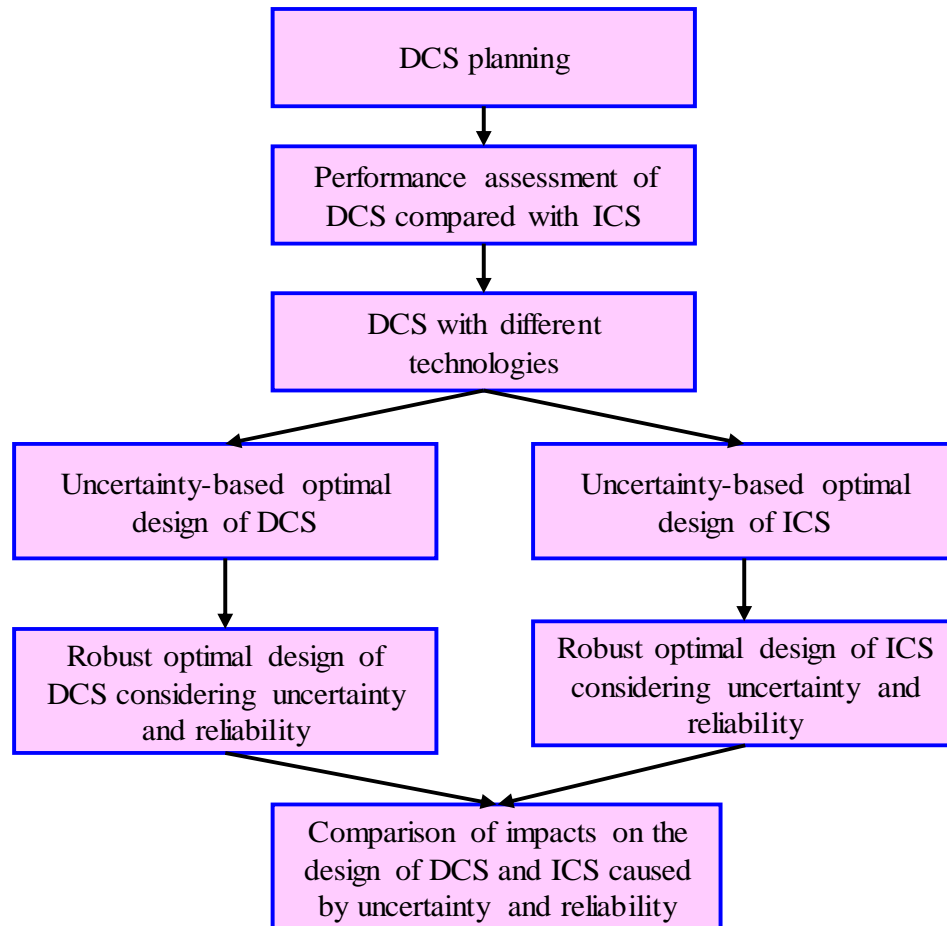 DCS planning
Performance assessment of
DCS compared with ICS
DCS with different
technologies
Uncertainty-based optimal
design of DCS
Uncertainty-based optimal
design of ICS
Robust optimal design of
DCS considering uncertainty
and reliability
Robust optimal design of ICS
considering uncertainty and
reliability
Comparison of impacts on the
design of DCS and ICS caused
by uncertainty and reliability